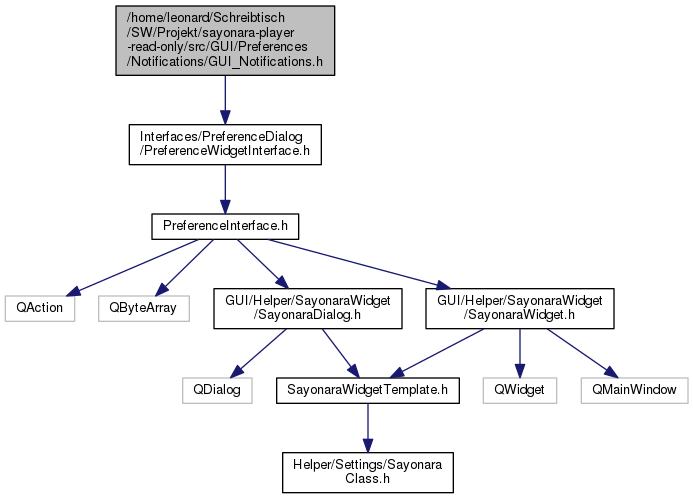 /home/leonard/Schreibtisch
/SW/Projekt/sayonara-player
-read-only/src/GUI/Preferences
/Notifications/GUI_Notifications.h
Interfaces/PreferenceDialog
/PreferenceWidgetInterface.h
PreferenceInterface.h
QAction
QByteArray
GUI/Helper/SayonaraWidget
/SayonaraDialog.h
GUI/Helper/SayonaraWidget
/SayonaraWidget.h
QDialog
SayonaraWidgetTemplate.h
QWidget
QMainWindow
Helper/Settings/Sayonara
Class.h